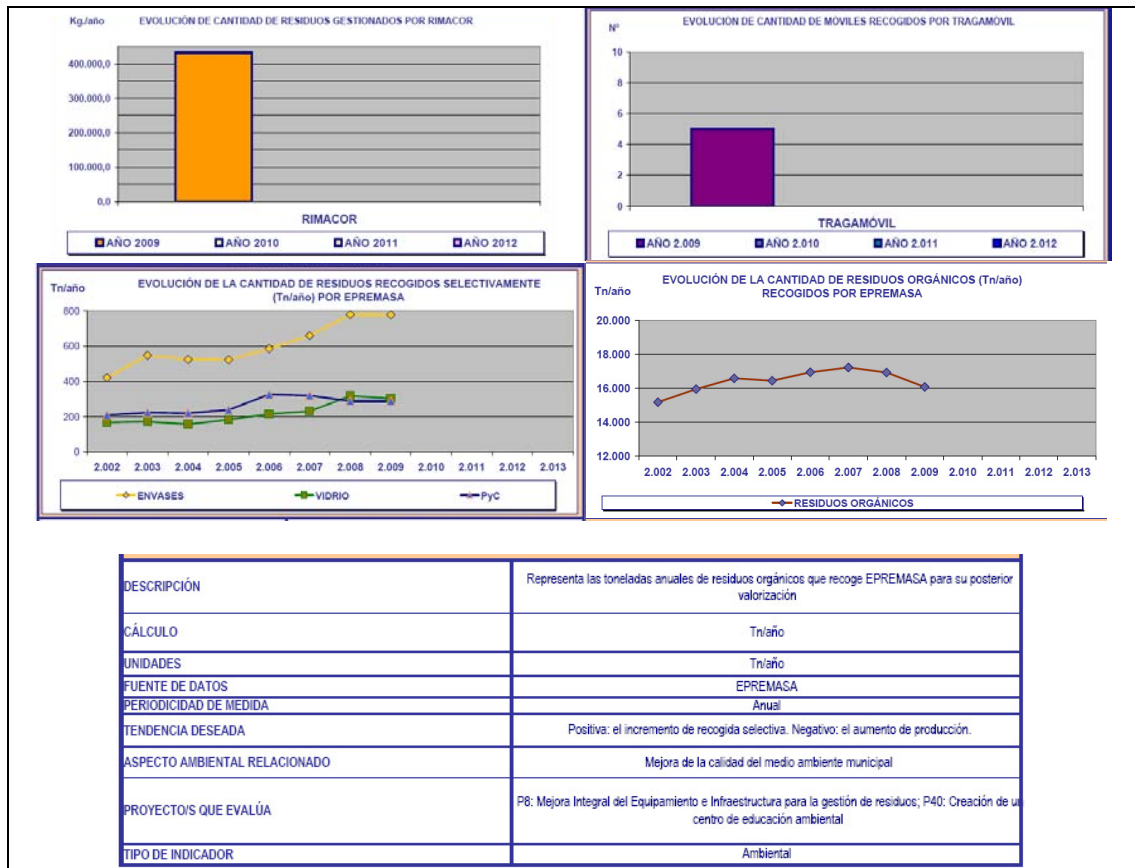 Kg./año
EVOLUCIÓN DE CANTIDAD DE RESIDUOS GESTIONADOS POR RIMACOR
400.000,0
300.000,0
200.000,0
100.000,0
0,0
RIMACOR
AÑO 2009 AÑO 2010 AÑO 2011 AÑO 2012
EVOLUCIÓN DE CANTIDAD DE MÓVILES RECOGIDOS POR TRAGAMÓVIL
Nº
10
8
6
4
2
0
TRAGAMÓVIL
AÑO 2.009 AÑO 2.010 AÑO 2.011 AÑO 2.012
Tn/año
EVOLUCIÓN DE LA CANTIDAD DE RESIDUOS RECOGIDOS SELECTIVAMENTE
(Tn/año) POR EPREMASA
800
600
400
200
0
2.002 2.003 2.004 2.005 2.006 2.007 2.008 2.009 2.010 2.011 2.012 2.013
ENVASES VIDRIO PyC
EVOLUCIÓN DE LA CANTIDAD DE RESIDUOS ORGÁNICOS (Tn/año)
RECOGIDOS POR EPREMASA
Tn/año
20.000
18.000
16.000
14.000
12.000
2.002 2.003 2.004 2.005 2.006 2.007 2.008 2.009 2.010 2.011 2.012 2.013
RESIDUOS ORGÁNICOS
DESCRIPCIÓN
Representa las toneladas anuales de residuos orgánicos que recoge EPREMASA para su posterior
valorización
CÁLCULO
Tn/año
UNIDADES
Tn/año
FUENTE DE DATOS
EPREMASA
PERIODICIDAD DE MEDIDA
Anual
TENDENCIA DESEADA
Positiva: el incremento de recogida selectiva. Negativo: el aumento de producción.
ASPECTO AMBIENTAL RELACIONADO
Mejora de la calidad del medio ambiente municipal
PROYECTO/S QUE EVALÚA
P8: Mejora Integral del Equipamiento e Infraestructura para la gestión de residuos; P40: Creación de un
centro de educación ambiental
TIPO DE INDICADOR
Ambiental